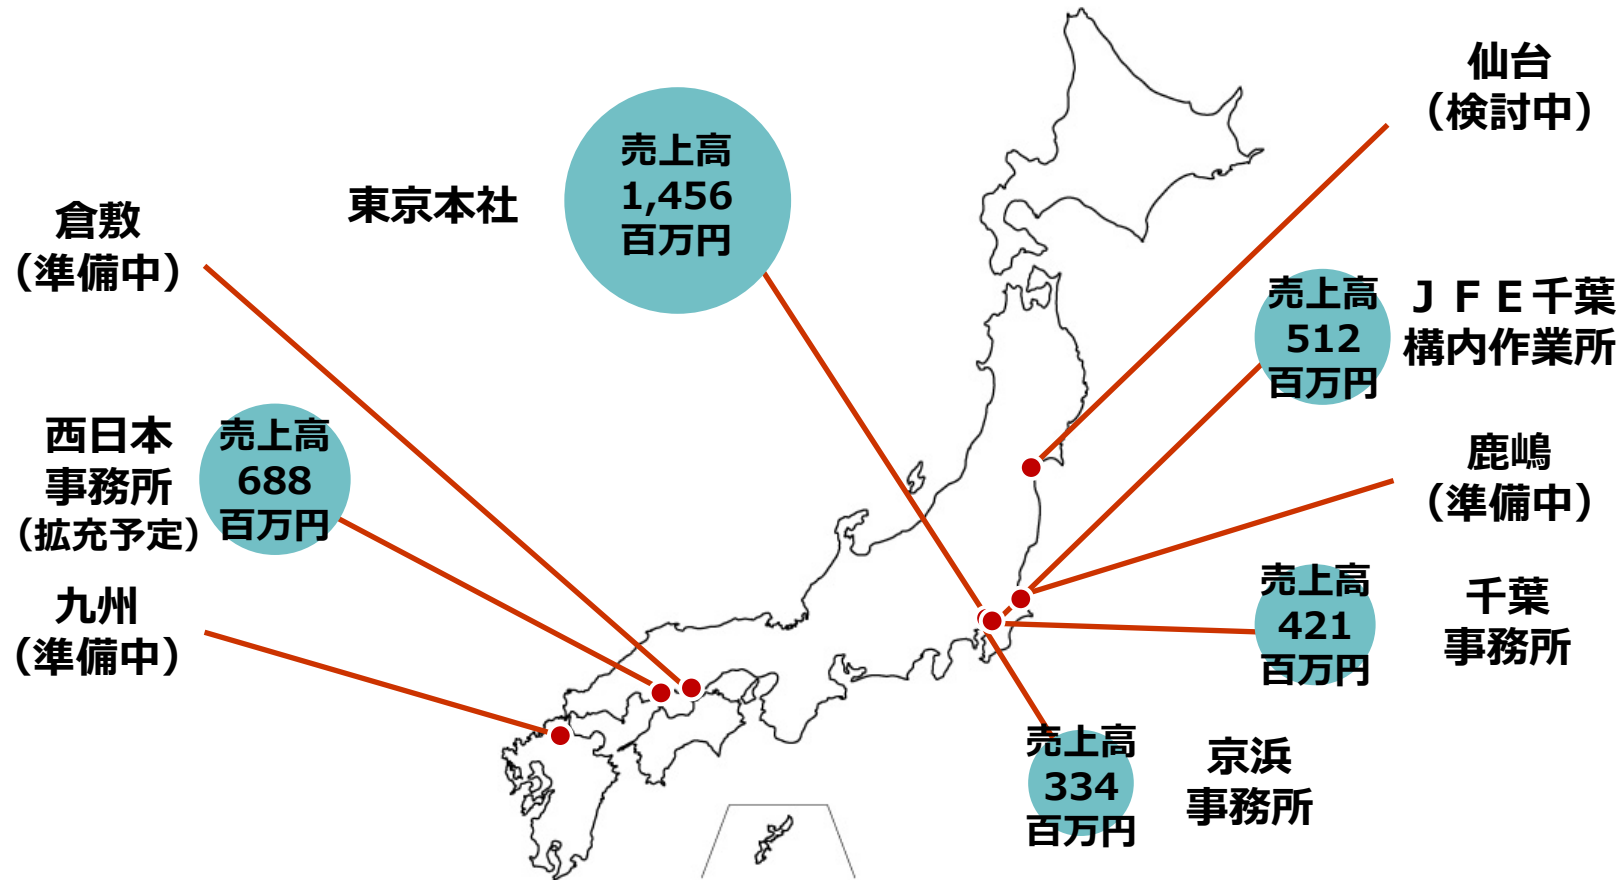 仙台
（検討中）
東京本社
売上高
1,456
百万円
倉敷
（準備中）
売上高
512
百万円
ＪＦＥ千葉
構内作業所
西日本
事務所
（拡充予定）
売上高
688
百万円
鹿嶋
（準備中）
九州
（準備中）
売上高
421
百万円
千葉
事務所
売上高
334
百万円
京浜
事務所